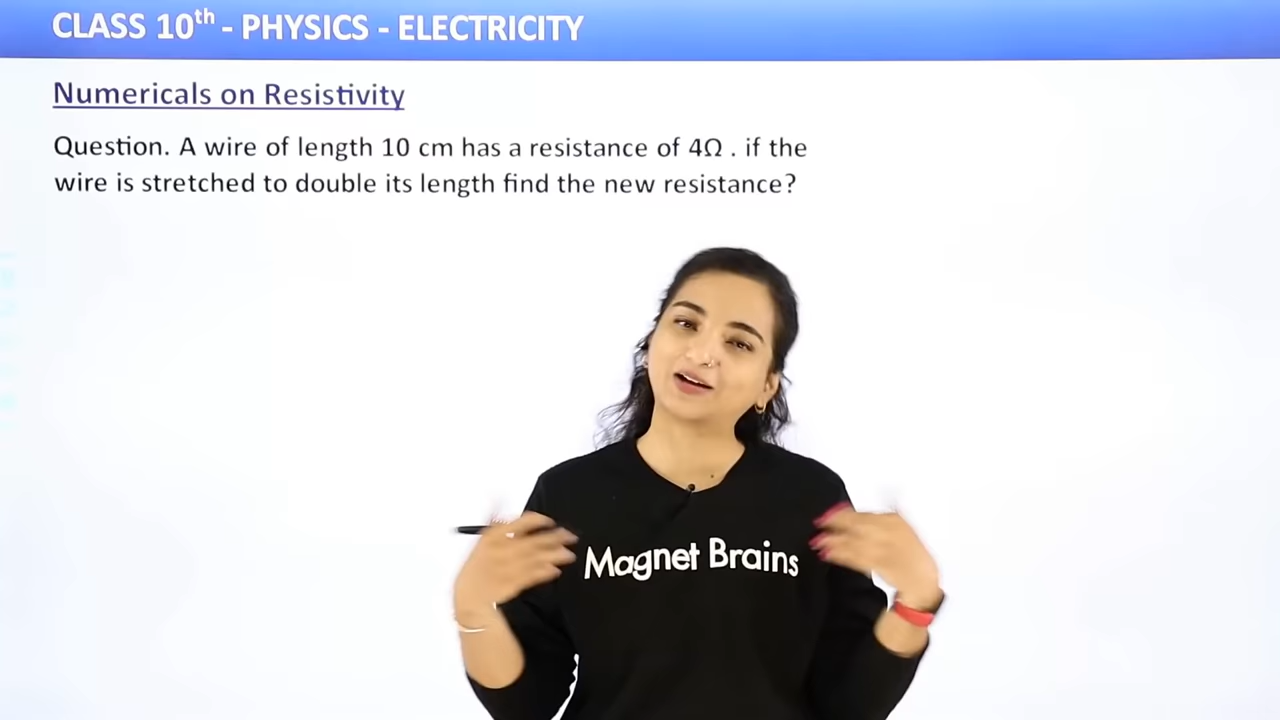 CLASS 10th - PHYSICS - ELECTRICITY
Numericals on Resistivity
Question. A wire of length 10 cm has a resistance of 4Ω . if the
wire is stretched to double its length find the new resistance?
Magnet Brains